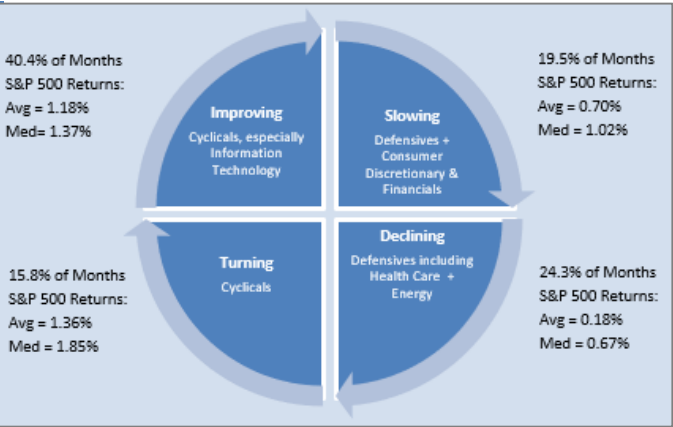 40.4% of Months
S&P 500 Returns:
Avg = 1.18%
Med= 1.37%
Improving
Cyclicals, especially
Information
Technology
Slowing
Defensives +
Consumer
Discretionary &
Financials
19.5% of Months
S&P 500 Returns:
Avg = 0.70%
Med = 1.02%
15.8% of Months
S&P 500 Returns:
Avg = 1.36%
Med = 1.85%
Turning
Cyclicals
Declining
Defensives including
Health Care +
Energy
24.3% of Months
S&P 500 Returns:
Avg = 0.18%
Med = 0.67%